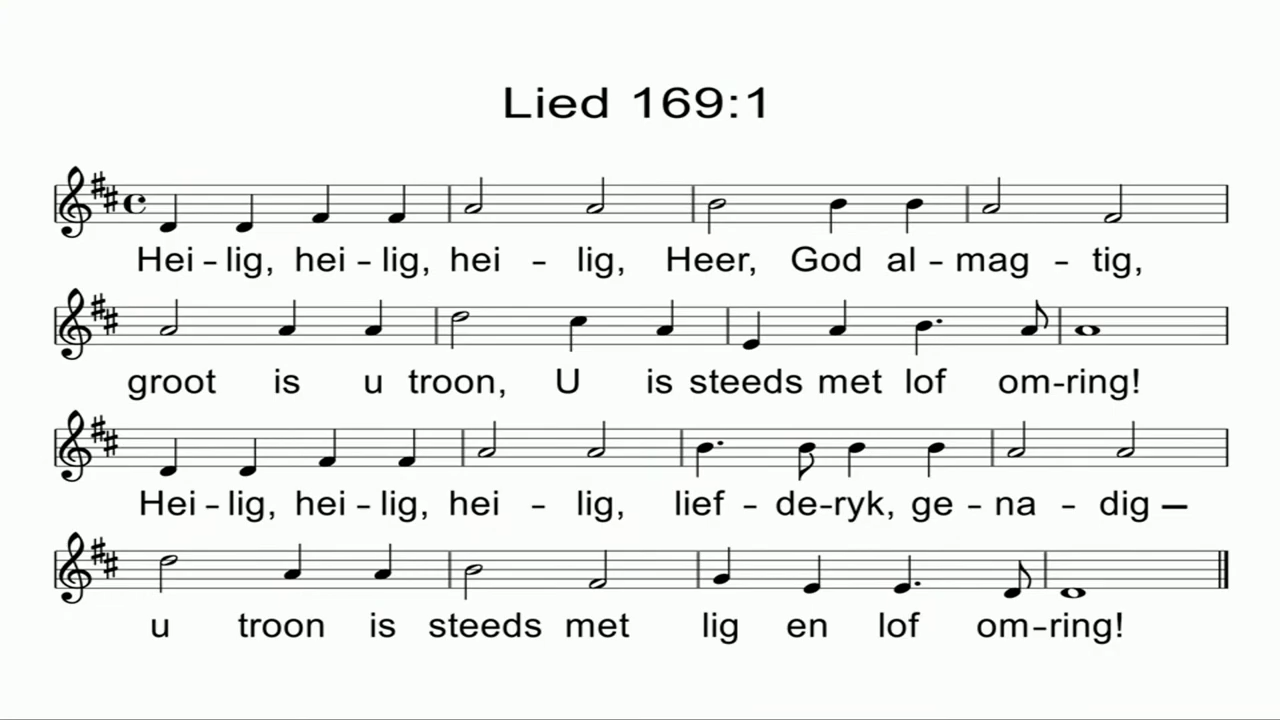 Lied 169:1
Hei – lig, hei – lig, hei – lig, Heer, God al – mag – tig,
groot is u troon, U is steeds met lof om-ring!
Hei – lig, hei – lig, hei – lig, lief – de-ryk, ge – na – dig —
u troon is steeds met lig en lof om-ring!